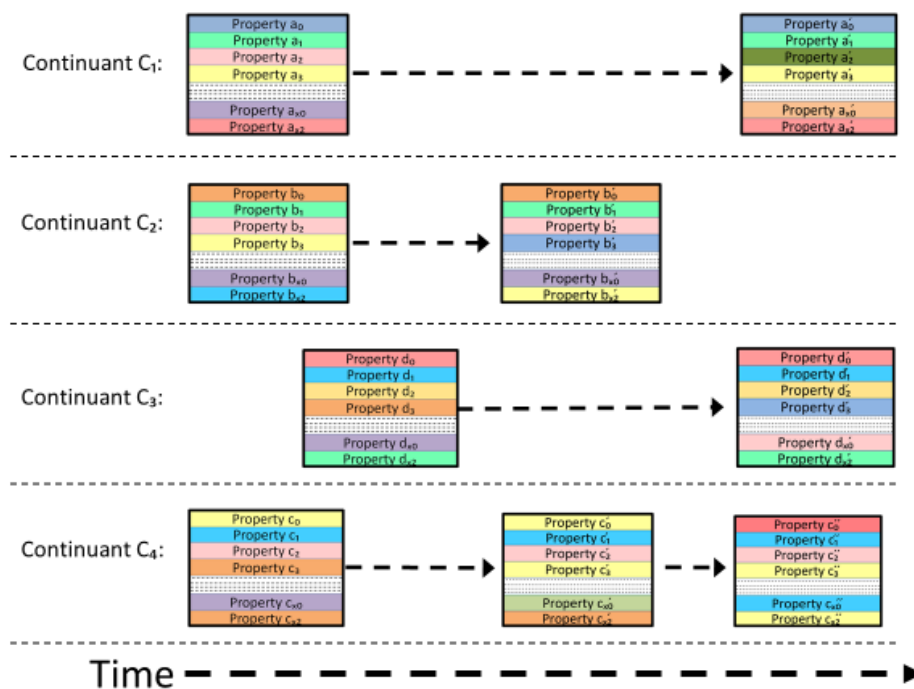 Continuant C₁:
Property a₀
Property a₁
Property a₂
Property a₃
Property aₓ₀
Property aₓ₂
Property a₀′
Property a₁′
Property a₂′
Property a₃′
Property aₓ₀′
Property aₓ₂′
Continuant C₂:
Property b₀
Property b₁
Property b₂
Property b₃
Property bₓ₀
Property bₓ₂
Property b₀′
Property b₁′
Property b₂′
Property b₃′
Property bₓ₀′
Property bₓ₂′
Continuant C₃:
Property d₀
Property d₁
Property d₂
Property d₃
Property dₓ₀
Property dₓ₂
Property d₀′
Property d₁′
Property d₂′
Property d₃′
Property dₓ₀′
Property dₓ₂′
Continuant C₄:
Property c₀
Property c₁
Property c₂
Property c₃
Property cₓ₀
Property cₓ₂
Property c₀′
Property c₁′
Property c₂′
Property c₃′
Property cₓ₀′
Property cₓ₂′
Property c₀′′
Property c₁′′
Property c₂′′
Property c₃′′
Property cₓ₀′′
Property cₓ₂′′
Time